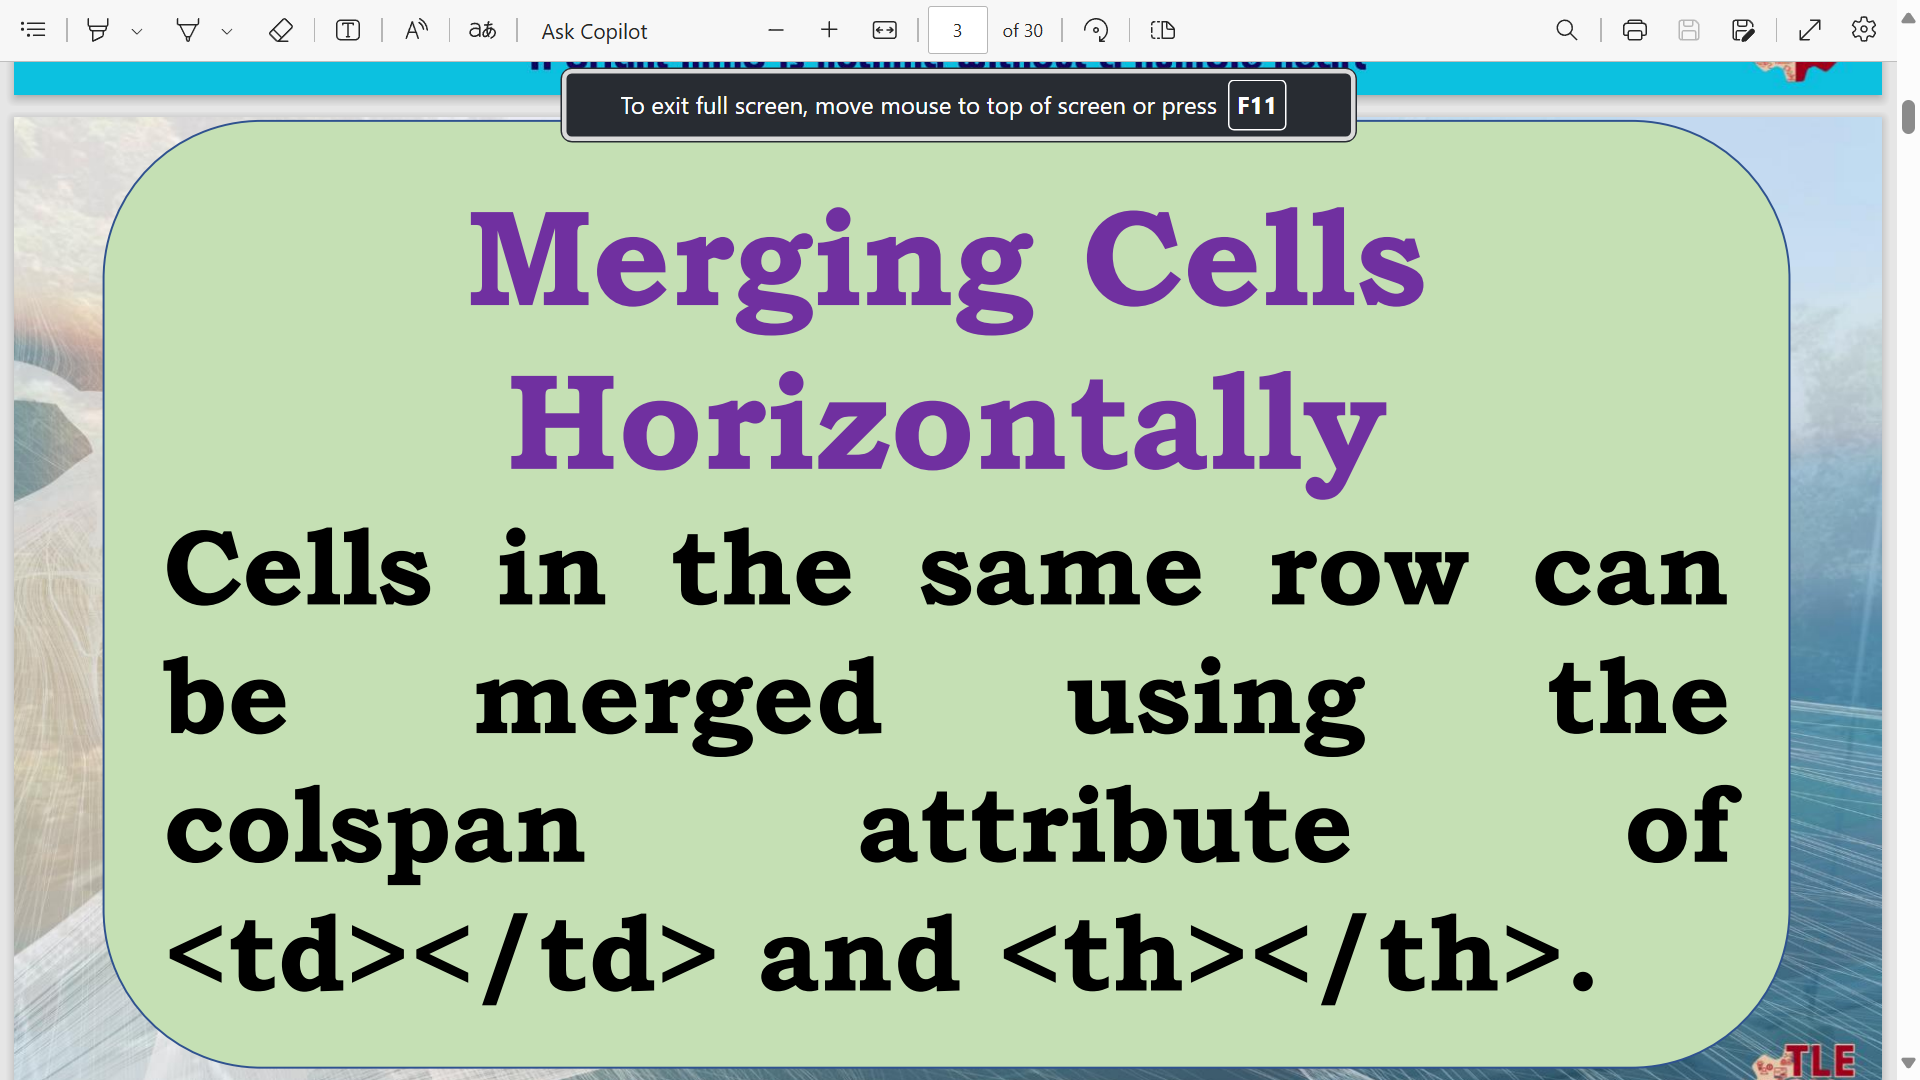 Ask Copilot
3 of 30
To exit full screen, move mouse to top of screen or press F11
Merging Cells
Horizontally
Cells in the same row can
be merged using the
colspan attribute of
<td></td> and <th></th>.
TLE